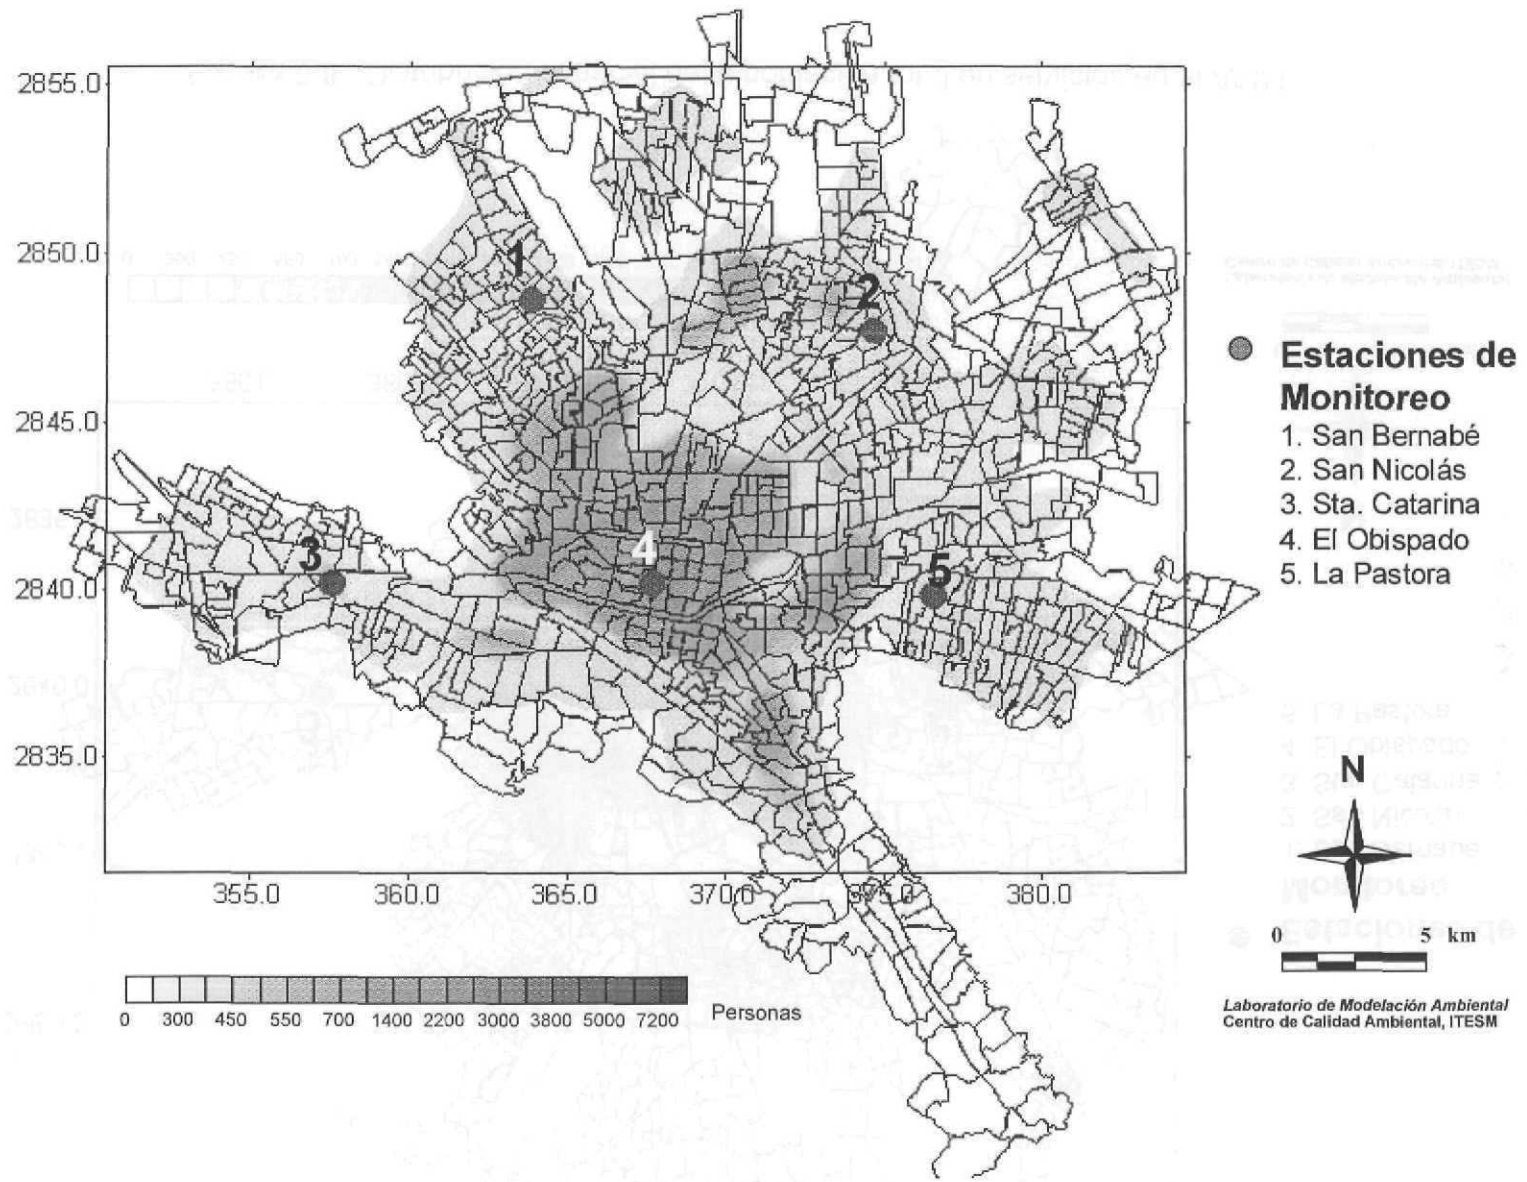 2855.0
2850.0
2845.0
2840.0
2835.0
355.0
360.0
365.0
370.0
375.0
380.0
1
2
3
4
5
Estaciones de
Monitoreo
1. San Bernabé
2. San Nicolás
3. Sta. Catarina
4. El Obispado
5. La Pastora
N
0 5 km
Laboratorio de Modelación Ambiental
Centro de Calidad Ambiental, ITESM
0 300 450 550 700 1400 2200 3000 3800 5000 7200 Personas